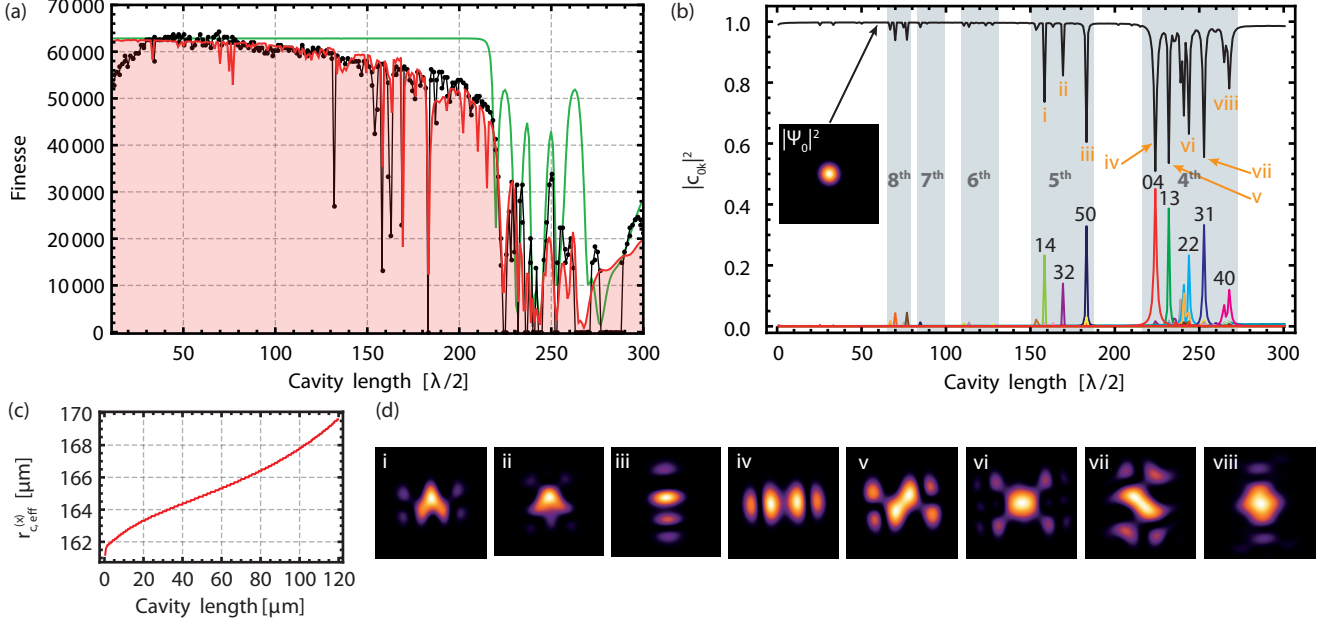 (a)
70 000
60 000
50 000
40 000
30 000
20 000
10 000
0
Finesse
50 100 150 200 250 300
Cavity length [λ/2]
(b)
1.0
0.8
0.6
0.4
0.2
0.0
|c0k|²
|Ψ0|²
i
ii
iii
iv
v
vi
vii
viii
8th 7th 6th 5th 4th
04
13
14
32
50
22
31
40
0 50 100 150 200 250 300
Cavity length [λ/2]
(c)
170
168
166
164
162
r(x)c,eff [μm]
0 20 40 60 80 100 120
Cavity length [μm]
(d)
i ii iii iv v vi vii viii